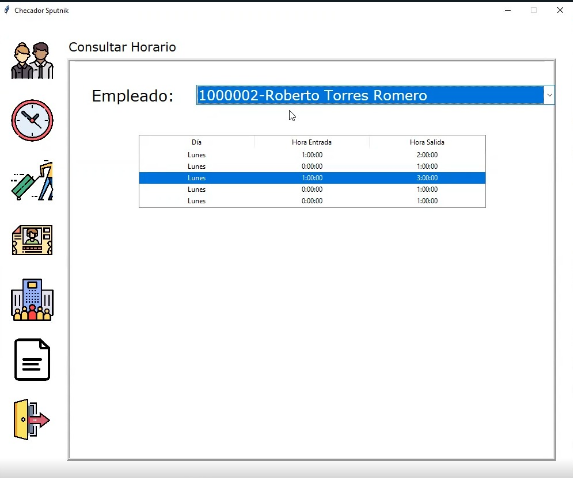 Checador Sputnik
Consultar Horario
Empleado: 1000002-Roberto Torres Romero
Día Hora Entrada Hora Salida
Lunes 1:00:00 2:00:00
Lunes 0:00:00 1:00:00
Lunes 1:00:00 3:00:00
Lunes 0:00:00 1:00:00
Lunes 0:00:00 1:00:00